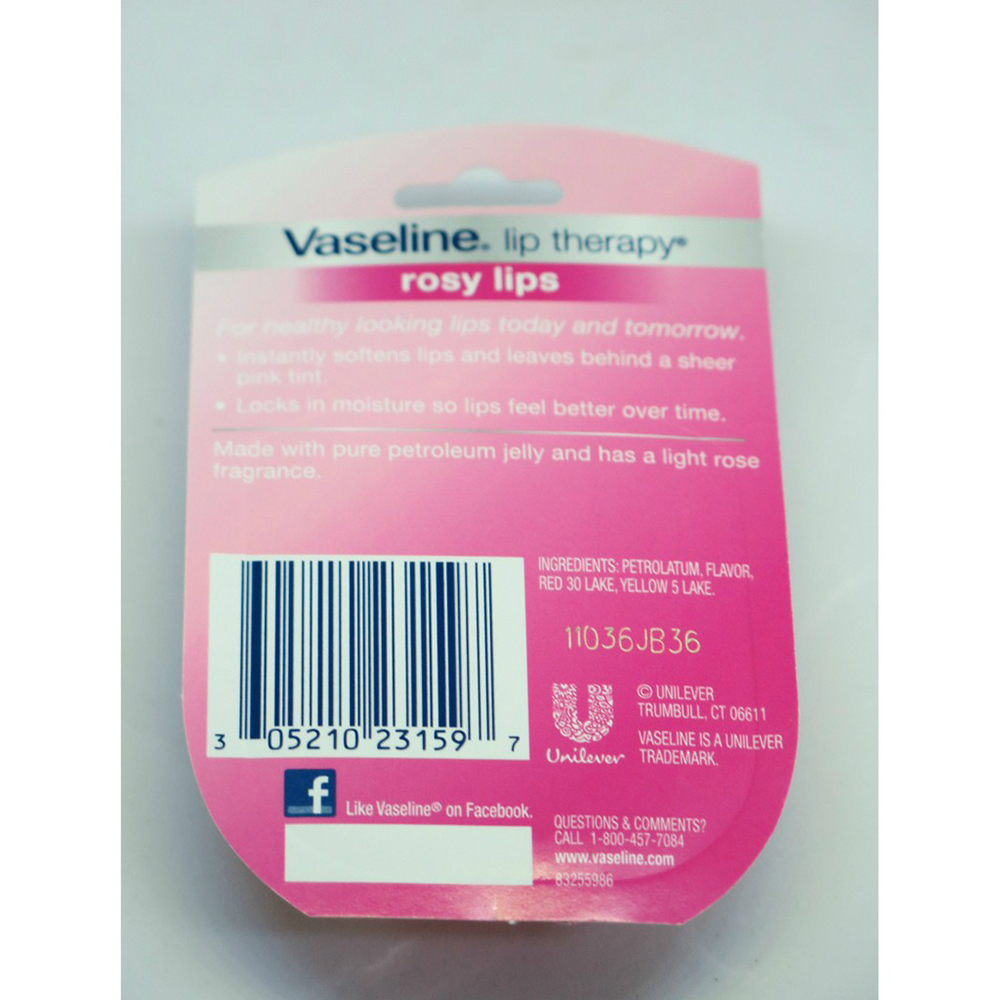 Vaseline. lip therapy®
rosy lips
For healthy looking lips today and tomorrow.
• Instantly softens lips and leaves behind a sheer
pink tint.
• Locks in moisture so lips feel better over time.
Made with pure petroleum jelly and has a light rose
fragrance.
INGREDIENTS: PETROLATUM, FLAVOR,
RED 30 LAKE, YELLOW 5 LAKE.
11036JB36
3 05210 23159 7
Unilever
© UNILEVER
TRUMBULL, CT 06611
VASELINE IS A UNILEVER
TRADEMARK.
f
Like Vaseline® on Facebook.
QUESTIONS & COMMENTS?
CALL 1-800-457-7084
www.vaseline.com
83255986